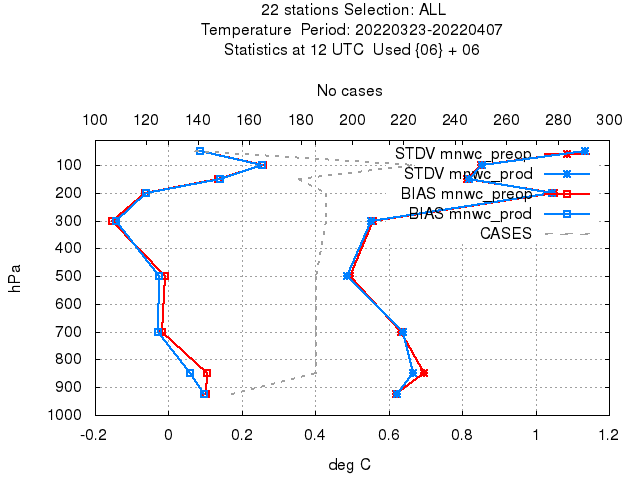 22 stations Selection: ALL
Temperature  Period: 20220323-20220407
Statistics at 12 UTC  Used {06} + 06
No cases
100 120 140 160 180 200 220 240 260 280 300
STDV mnwc_preop
STDV mnwc_prod
BIAS mnwc_preop
BIAS mnwc_prod
CASES
100
200
300
400
500
600
700
800
900
1000
hPa
-0.2 0 0.2 0.4 0.6 0.8 1 1.2
deg C